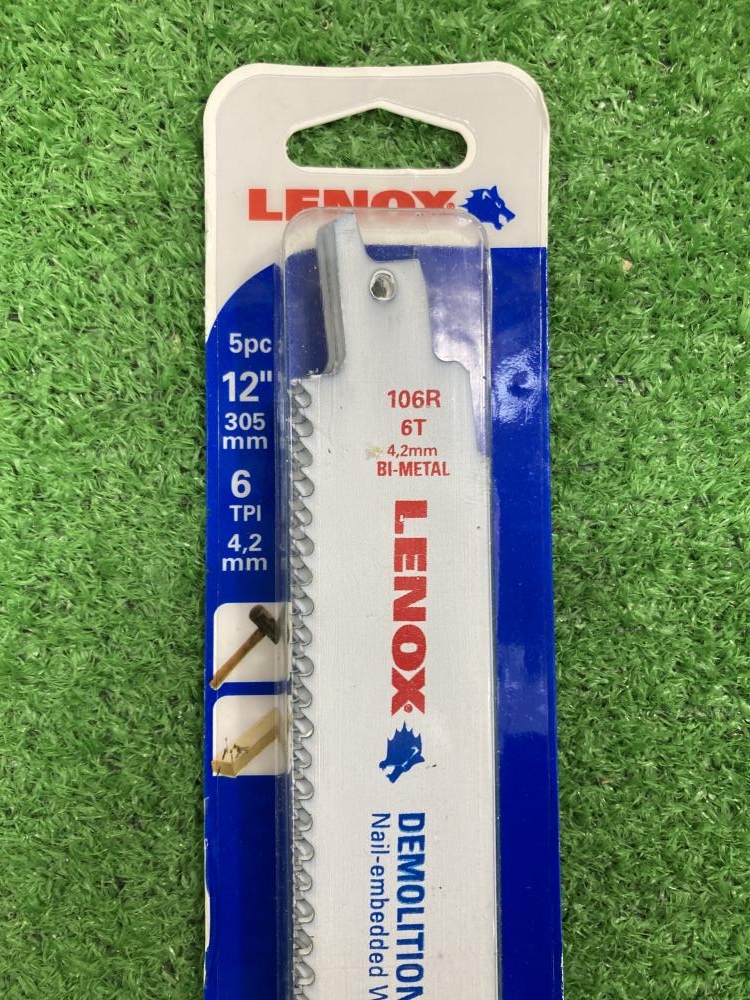 LENOX
5pc
12"
305
mm
6
TPI
4,2
mm
106R
6T
4,2mm
BI-METAL
LENOX
DEMOLITION
Nail-embedded